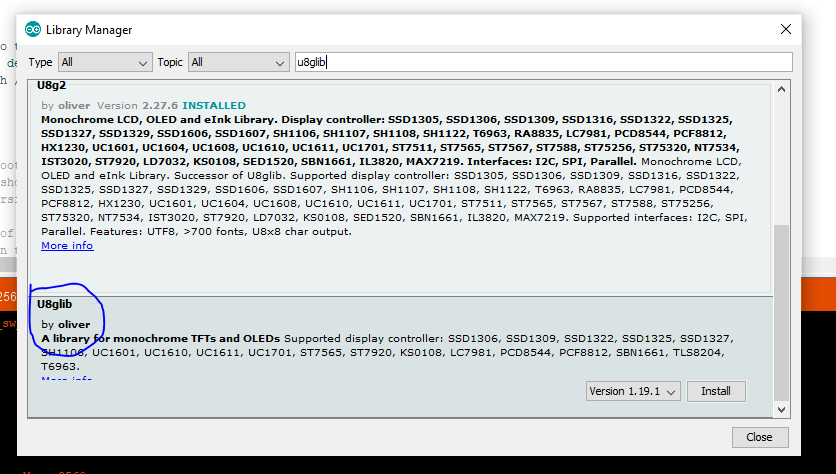 Library Manager
Type All Topic All u8glib
U8g2
by oliver Version 2.27.6 INSTALLED
Monochrome LCD, OLED and eInk Library. Display controller: SSD1305, SSD1306, SSD1309, SSD1316, SSD1322, SSD1325,
SSD1327, SSD1329, SSD1606, SSD1607, SH1106, SH1107, SH1108, SH1122, T6963, RA8835, LC7981, PCD8544, PCF8812,
HX1230, UC1601, UC1604, UC1608, UC1610, UC1611, UC1701, ST7511, ST7565, ST7567, ST7588, ST75256, ST75320, NT7534,
IST3020, ST7920, LD7032, KS0108, SED1520, SBN1661, IL3820, MAX7219. Interfaces: I2C, SPI, Parallel. Monochrome LCD,
OLED and eInk Library. Successor of U8glib. Supported display controller: SSD1305, SSD1306, SSD1309, SSD1316, SSD1322,
SSD1325, SSD1327, SSD1329, SSD1606, SSD1607, SH1106, SH1107, SH1108, SH1122, T6963, RA8835, LC7981, PCD8544,
PCF8812, HX1230, UC1601, UC1604, UC1608, UC1610, UC1611, UC1701, ST7511, ST7565, ST7567, ST7588, ST75256,
ST75320, NT7534, IST3020, ST7920, LD7032, KS0108, SED1520, SBN1661, IL3820, MAX7219. Supported interfaces: I2C, SPI,
Parallel. Features: UTF8, >700 fonts, U8x8 char output.
More info
U8glib
by oliver
A library for monochrome TFTs and OLEDs Supported display controller: SSD1306, SSD1309, SSD1322, SSD1325, SSD1327,
SH1106, UC1601, UC1610, UC1611, UC1701, ST7565, ST7920, KS0108, LC7981, PCD8544, PCF8812, SBN1661, TLS8204,
T6963.
More info
Version 1.19.1 Install
Close